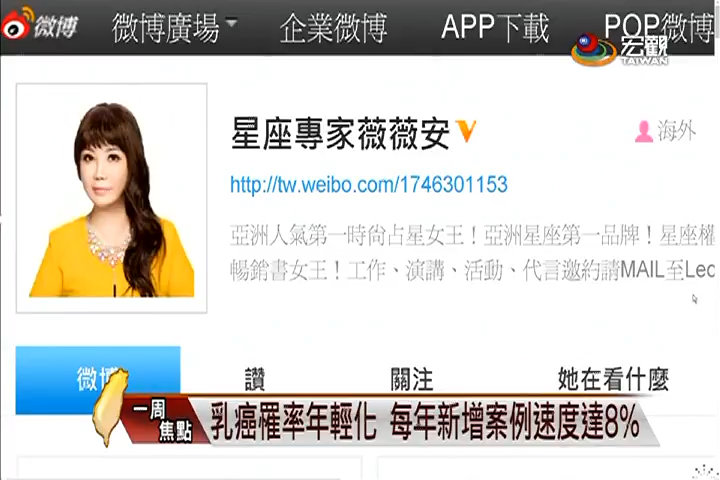 微博 微博廣場 企業微博 APP下載 POP微博
宏觀
TAIWAN
星座專家薇薇安 海外
http://tw.weibo.com/1746301153
亞洲人氣第一時尚占星女王！亞洲星座第一品牌！星座權
暢銷書女王！工作、演講、活動、代言邀約請MAIL至Leo
微博 讚 關注 她在看什麼
一周
焦點
乳癌罹率年輕化 每年新增案例速度達8%